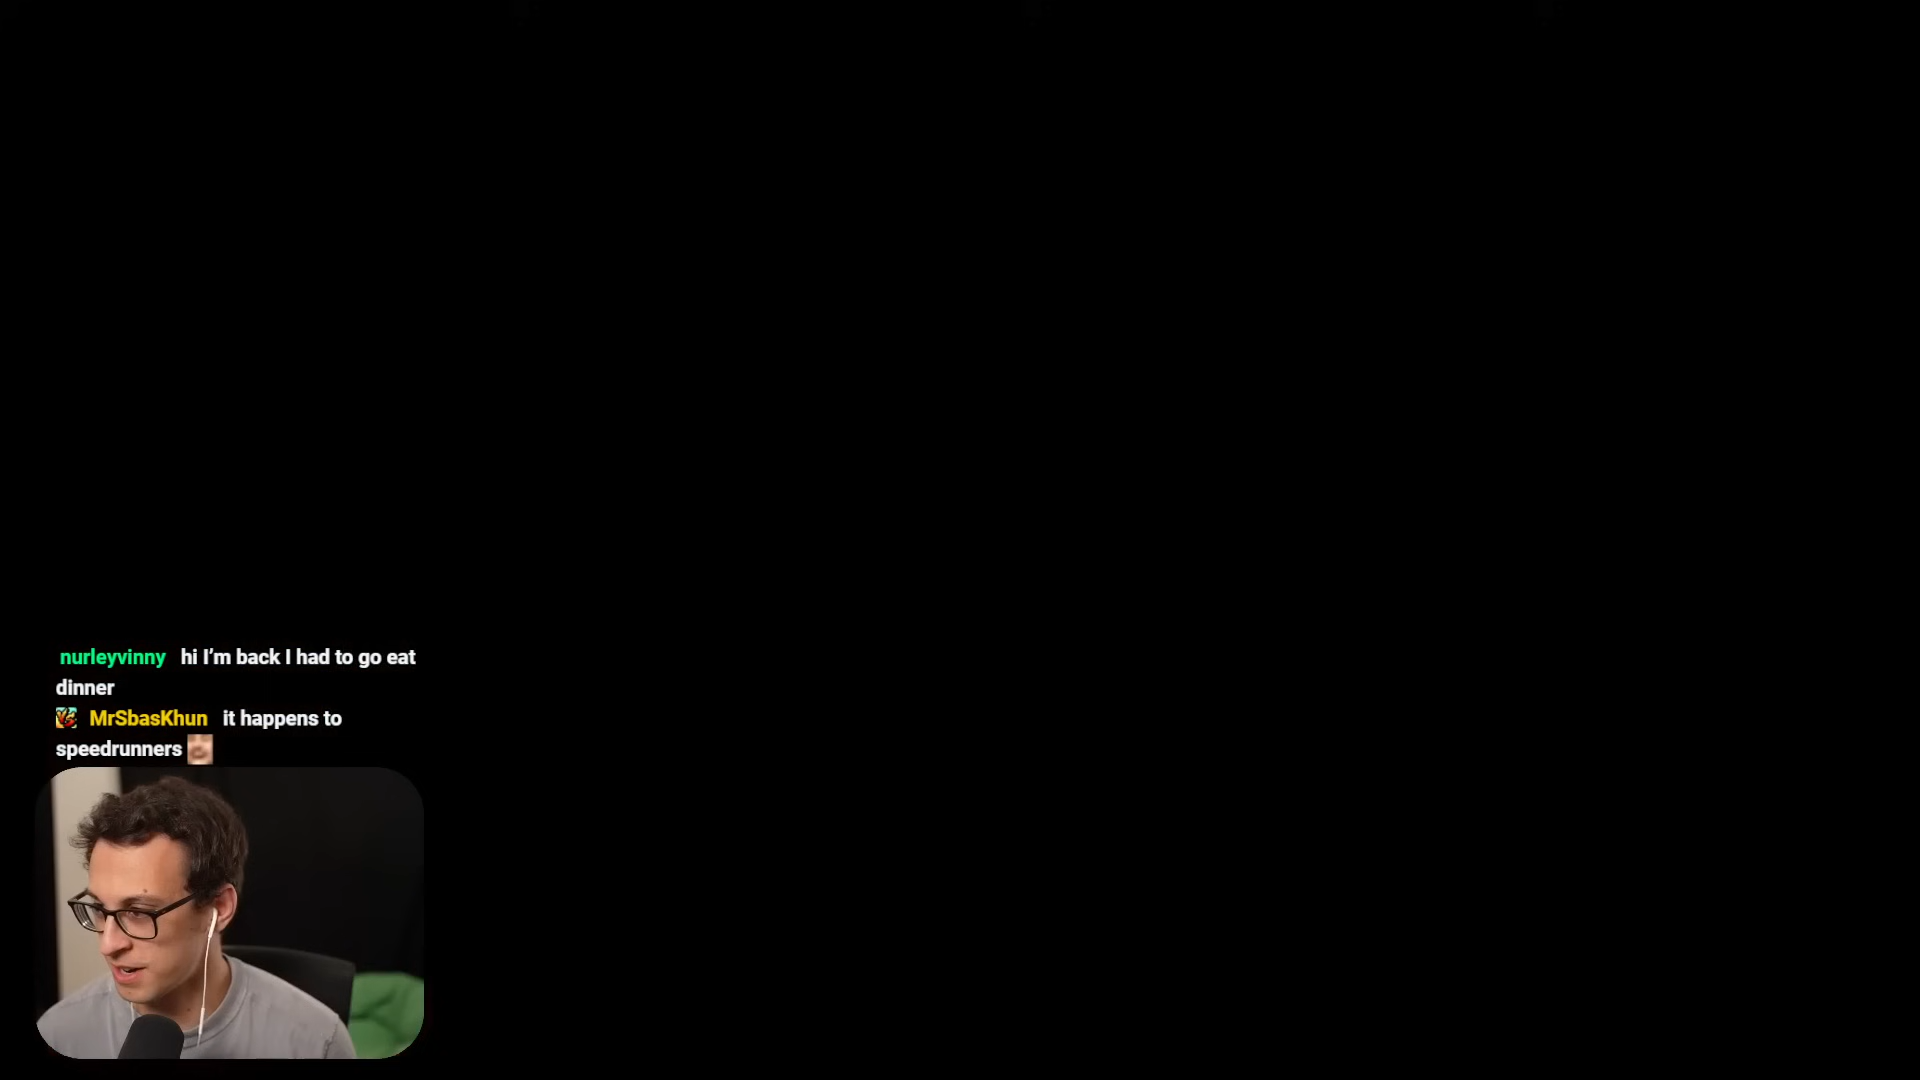 nurleyvinny hi I’m back I had to go eat
dinner
MrSbasKhun it happens to
speedrunners